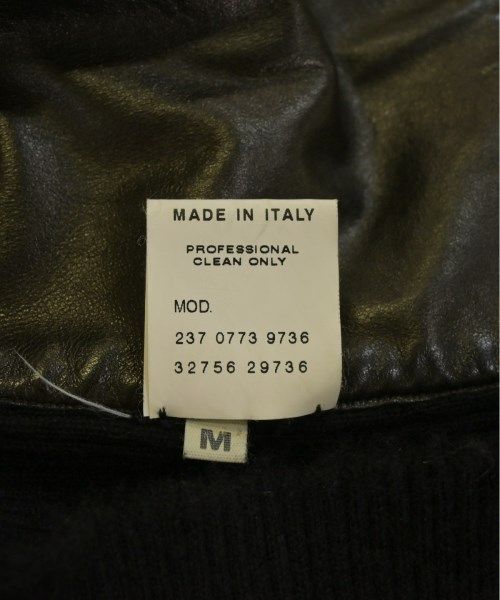 MADE IN ITALY
PROFESSIONAL
CLEAN ONLY
MOD.
237 0773 9736
32756 29736
M